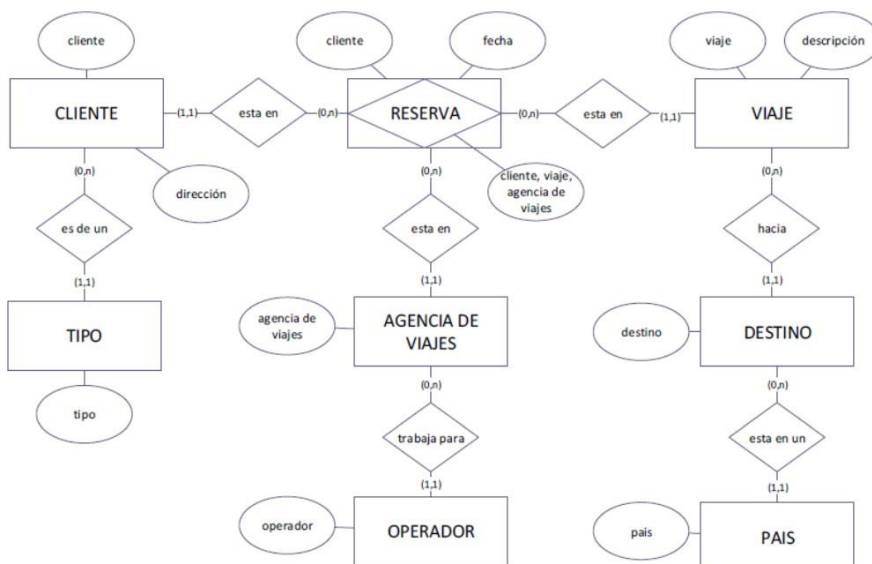 cliente
cliente
fecha
viaje
descripción
CLIENTE
(1,1)
esta en
(0,n)
RESERVA
(0,n)
esta en
(1,1)
VIAJE
(0,n)
dirección
(0,n)
cliente, viaje,
agencia de
viajes
(0,n)
es de un
esta en
hacia
(1,1)
(1,1)
(1,1)
TIPO
agencia de
viajes
AGENCIA DE
VIAJES
destino
DESTINO
(0,n)
(0,n)
tipo
trabaja para
esta en un
(1,1)
(1,1)
operador
OPERADOR
pais
PAIS